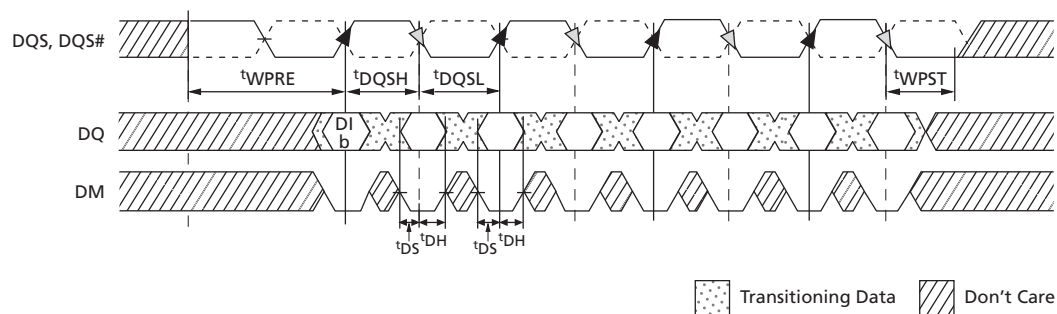 DQS, DQS#
tWPRE tDQSH tDQSL tWPST
DQ DI b
DM
tDS tDH tDS tDH
Transitioning Data Don't Care